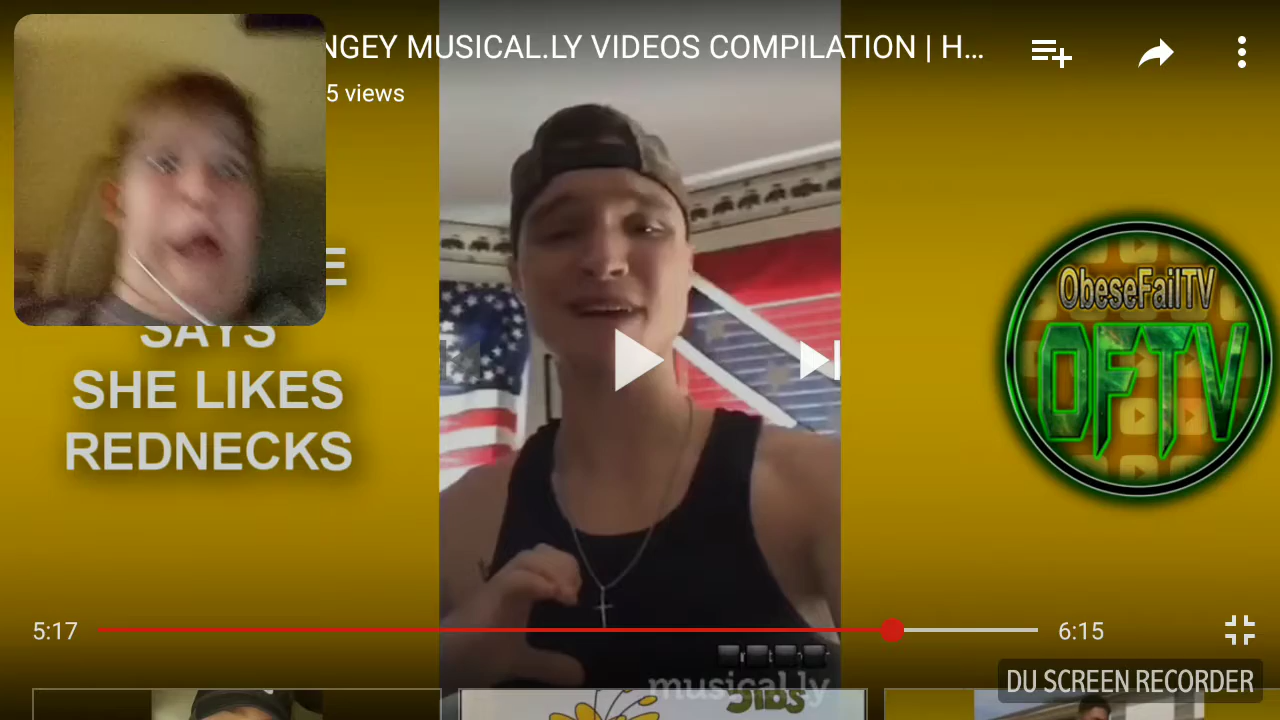 NGEY MUSICAL.LY VIDEOS COMPILATION | H...
5 views
E
SAYS
SHE LIKES
REDNECKS
ObeseFailTV
OFTV
5:17
6:15
musical.ly
DU SCREEN RECORDER